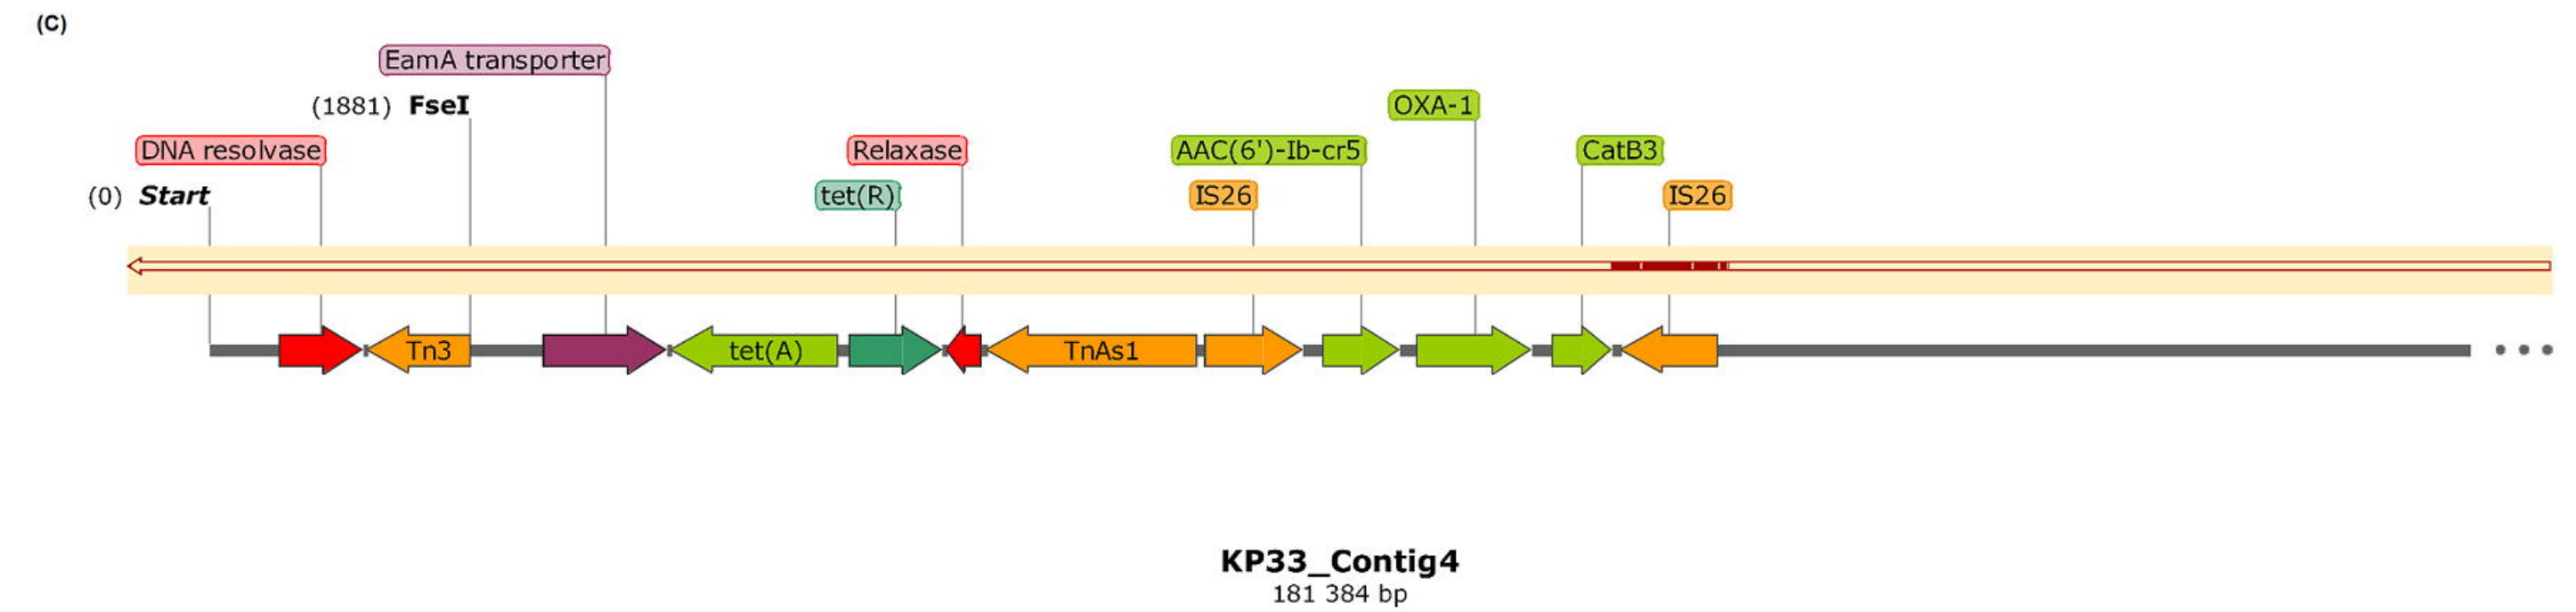 (C)
EamA transporter
(1881) FseI
OXA-1
DNA resolvase
Relaxase
AAC(6')-Ib-cr5
CatB3
(0) Start
tet(R)
IS26
IS26
Tn3
tet(A)
TnAs1
KP33_Contig4
181 384 bp